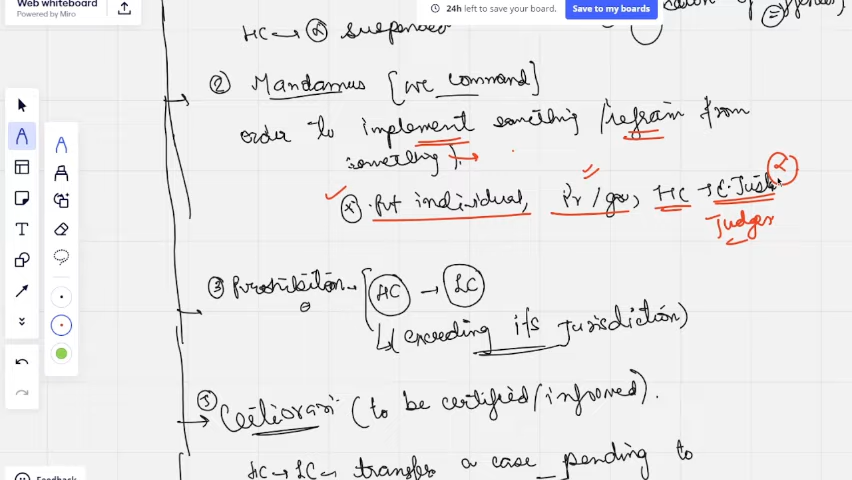 Web whiteboard
Powered by Miro
24h left to save your board.
Save to my boards
HC → suspended
② Mandamus [we command]
order to implement something / refrain from
something).
(x) Pvt individual, Pr/gov, HC → C. Just
Judges
③ Prohibition - HC → LC
(exceeding its Jurisdiction)
⑤ Certiorari (to be certified/informed).
HC → LC → transfer a case pending to
Feedback